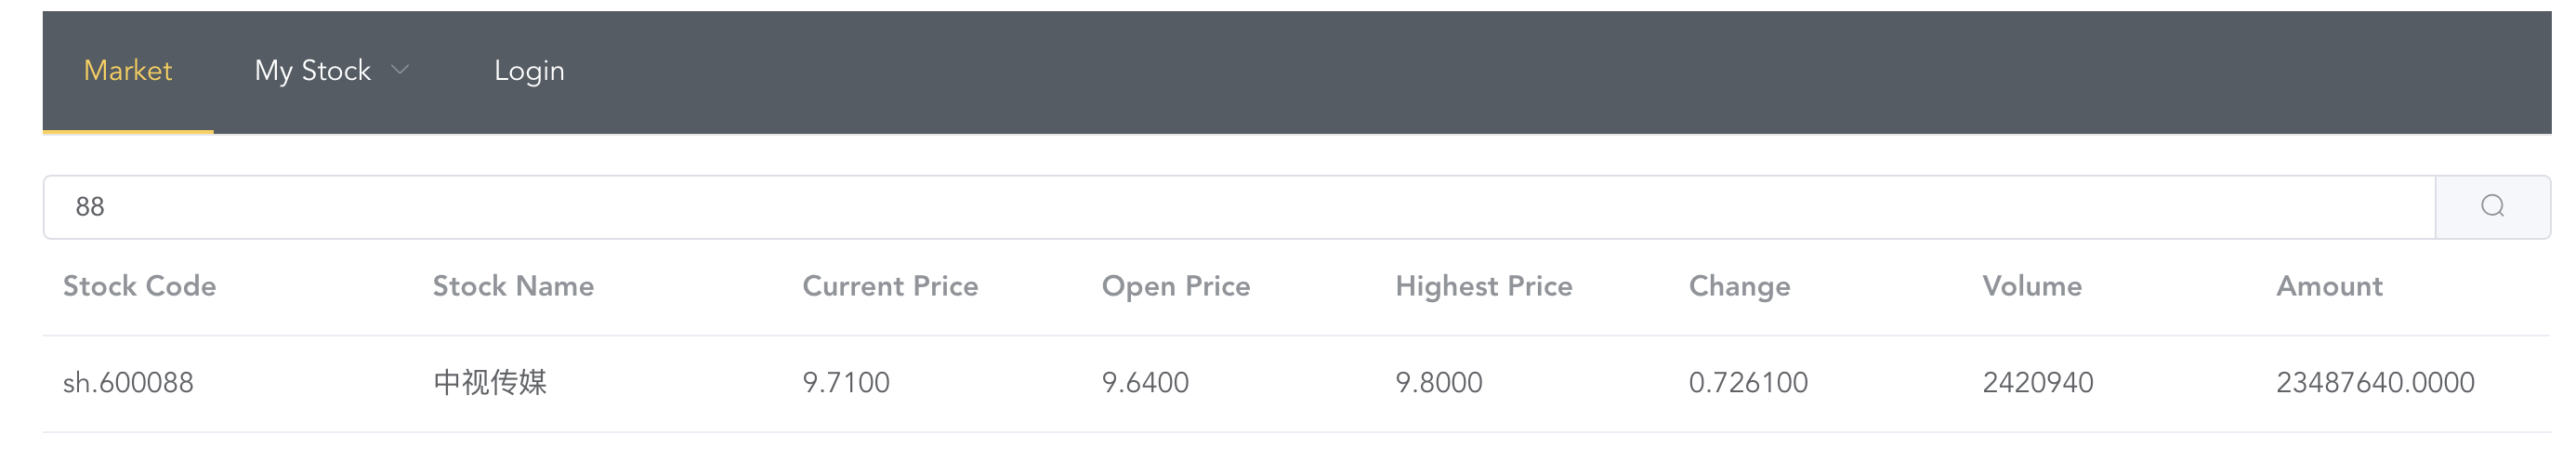 Market My Stock Login
88
Stock Code Stock Name Current Price Open Price Highest Price Change Volume Amount
sh.600088 中视传媒 9.7100 9.6400 9.8000 0.726100 2420940 23487640.0000